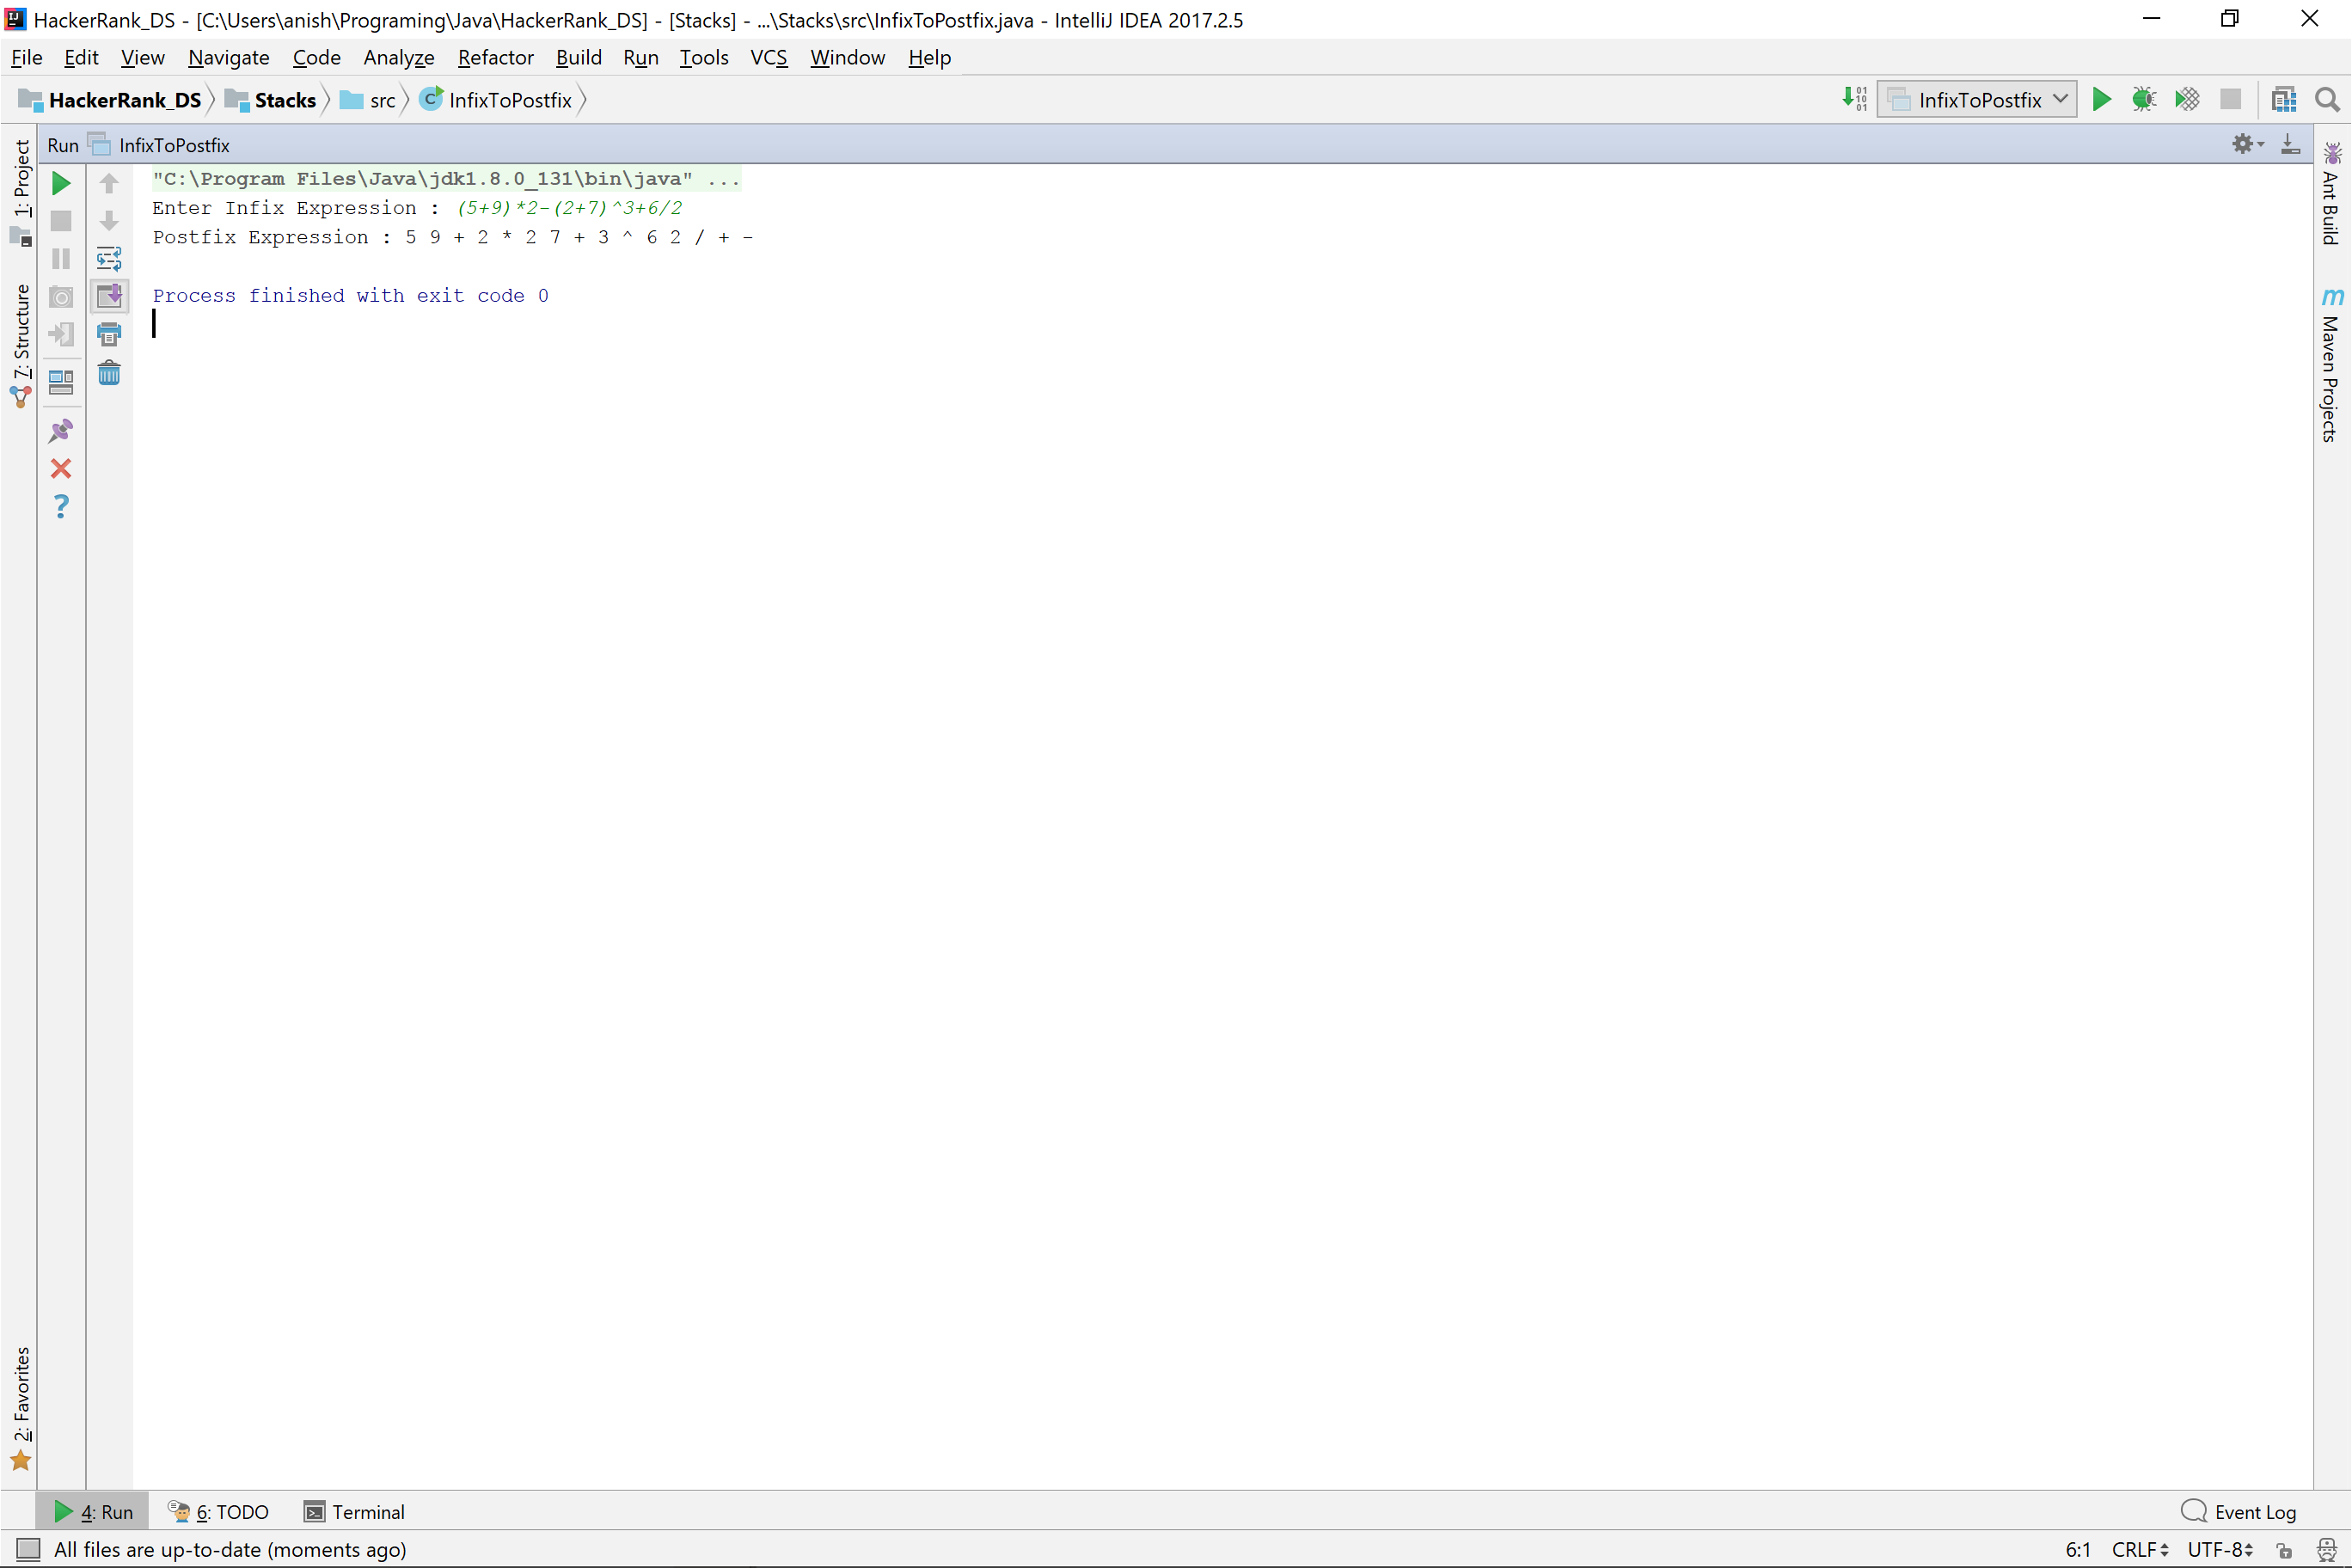 HackerRank_DS - [C:\Users\anish\Programing\Java\HackerRank_DS] - [Stacks] - ...\Stacks\src\InfixToPostfix.java - IntelliJ IDEA 2017.2.5
File Edit View Navigate Code Analyze Refactor Build Run Tools VCS Window Help
HackerRank_DS Stacks src InfixToPostfix InfixToPostfix
Run InfixToPostfix
1: Project
7: Structure
2: Favorites
"C:\Program Files\Java\jdk1.8.0_131\bin\java" ...
Enter Infix Expression : (5+9)*2-(2+7)^3+6/2
Postfix Expression : 5 9 + 2 * 2 7 + 3 ^ 6 2 / + -
Process finished with exit code 0
Ant Build
Maven Projects
4: Run 6: TODO Terminal Event Log
All files are up-to-date (moments ago) 6:1 CRLF UTF-8